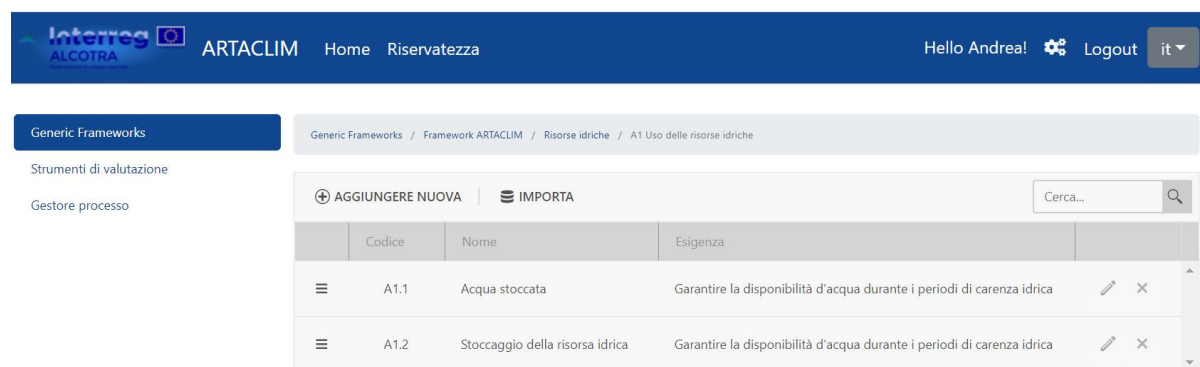 Interreg
ALCOTRA
ARTACLIM Home Riservatezza Hello Andrea! Logout it
Generic Frameworks
Strumenti di valutazione
Gestore processo
Generic Frameworks / Framework ARTACLIM / Risorse idriche / A1 Uso delle risorse idriche
AGGIUNGERE NUOVA IMPORTA Cerca...
Codice Nome Esigenza
A1.1 Acqua stoccata Garantire la disponibilità d'acqua durante i periodi di carenza idrica
A1.2 Stoccaggio della risorsa idrica Garantire la disponibilità d'acqua durante i periodi di carenza idrica